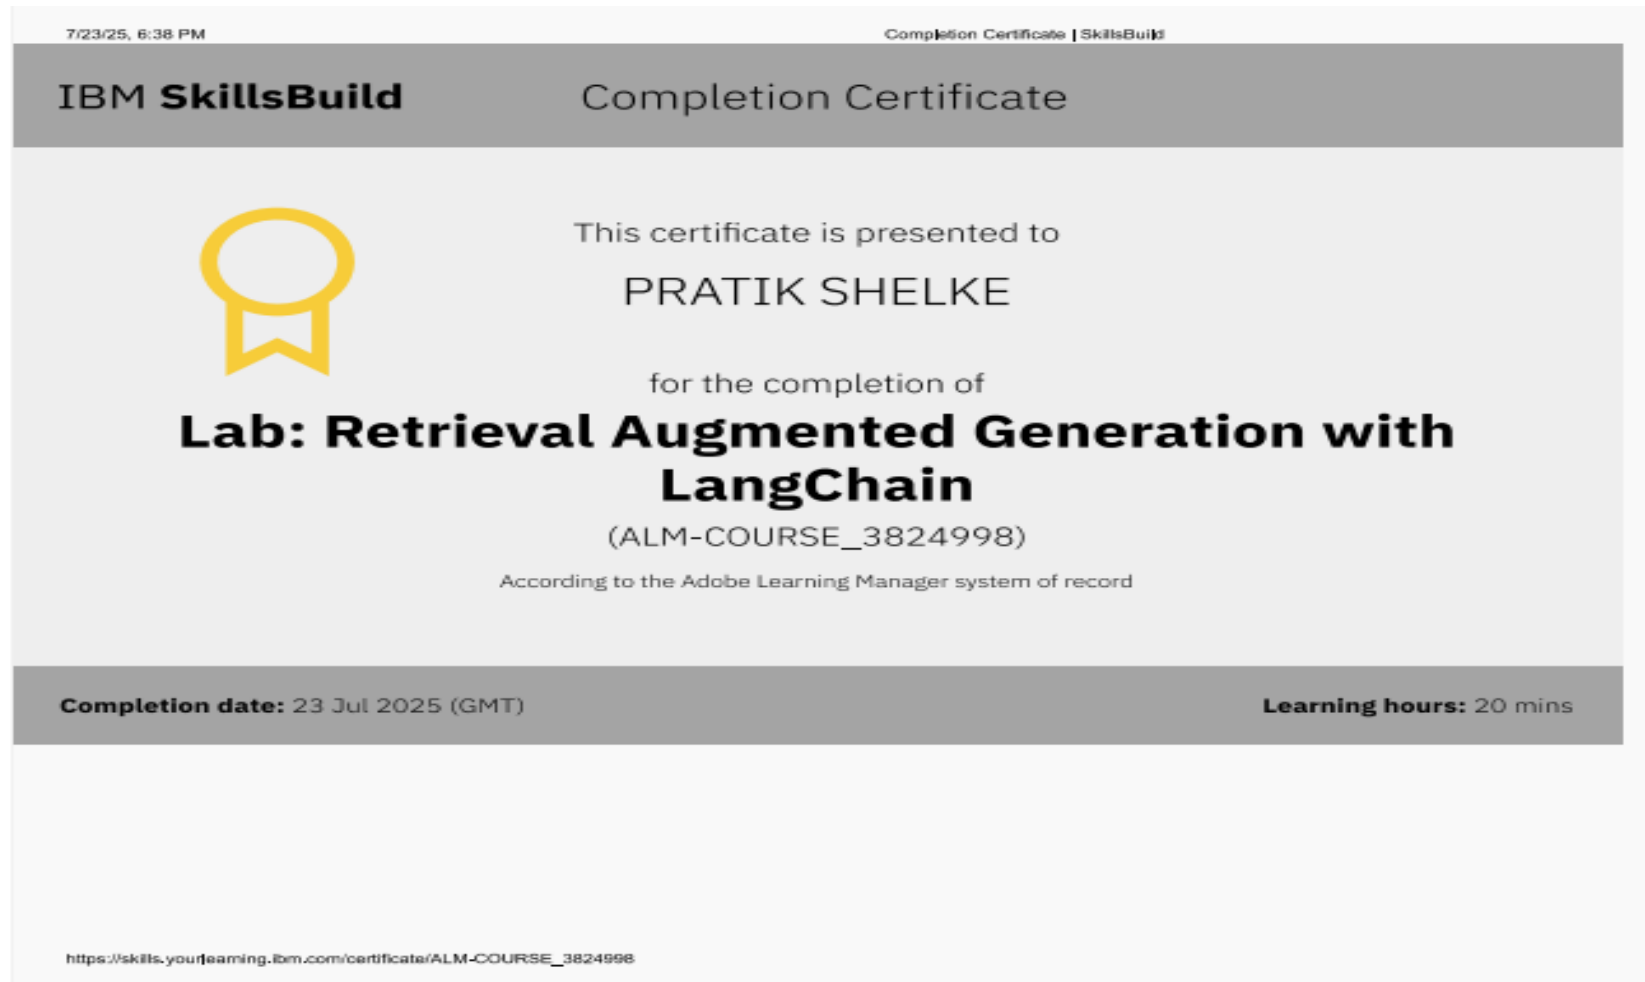 7/23/25, 6:38 PM
Completion Certificate | SkillsBuild
IBM SkillsBuild
Completion Certificate
This certificate is presented to
PRATIK SHELKE
for the completion of
Lab: Retrieval Augmented Generation with
LangChain
(ALM-COURSE_3824998)
According to the Adobe Learning Manager system of record
Completion date: 23 Jul 2025 (GMT)
Learning hours: 20 mins
https://skills.yourlearning.ibm.com/certificate/ALM-COURSE_3824998